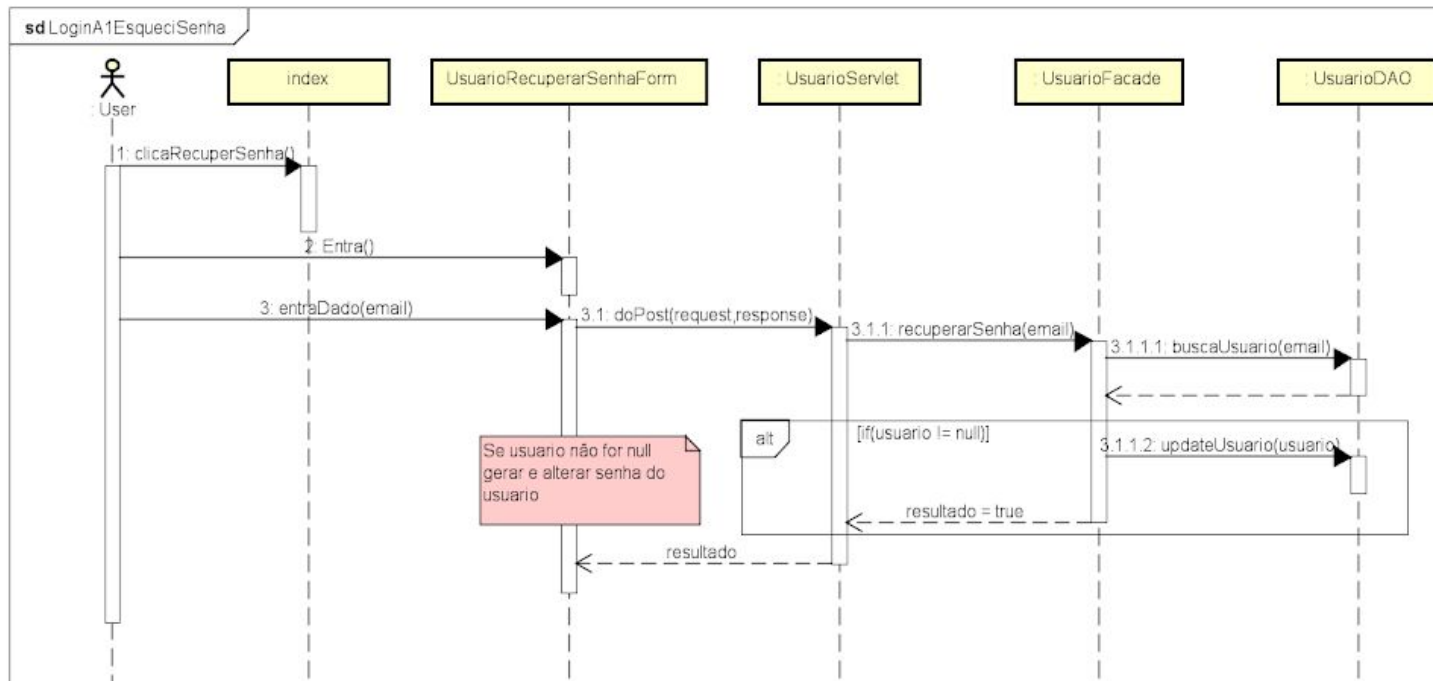 sd LoginA1EsqueciSenha
: User
index
UsuarioRecuperarSenhaForm
: UsuarioServlet
: UsuarioFacade
: UsuarioDAO
1: clicaRecuperSenha()
2: Entra()
3: entraDado(email)
3.1: doPost(request,response)
3.1.1: recuperarSenha(email)
3.1.1.1: buscaUsuario(email)
alt
[if(usuario != null)]
3.1.1.2: updateUsuario(usuario)
Se usuario não for null
gerar e alterar senha do
usuario
resultado = true
resultado